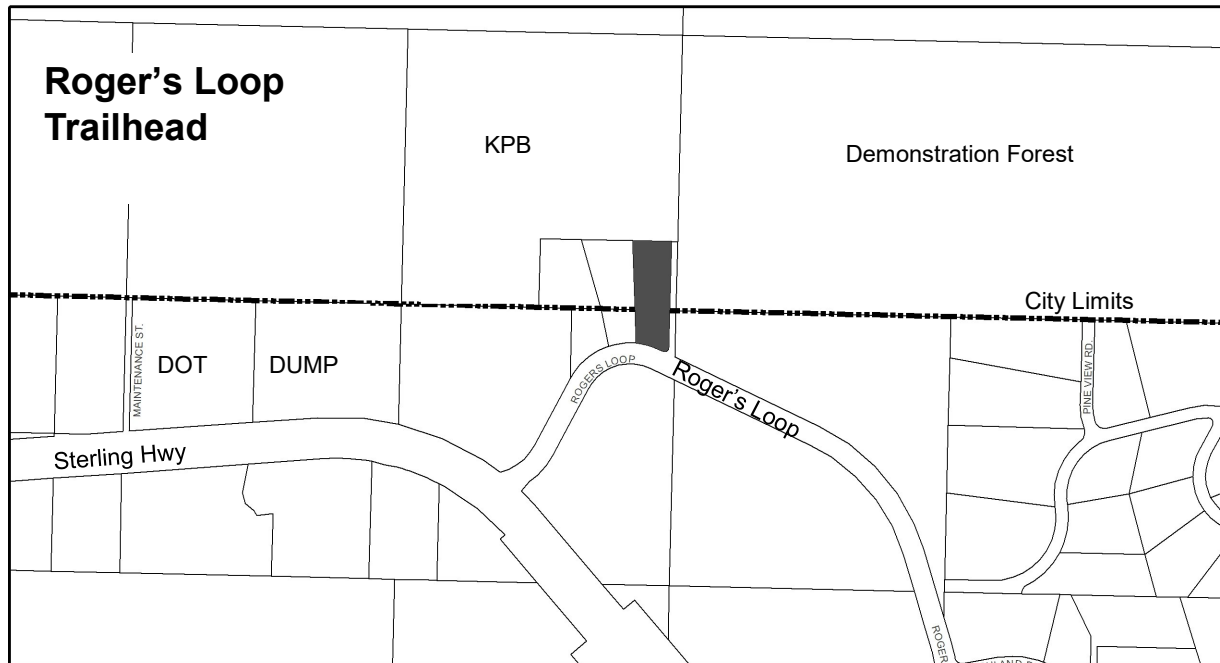 Roger's Loop
Trailhead
KPB
Demonstration Forest
City Limits
MAINTENANCE ST.
DOT
DUMP
ROGERS LOOP
Roger's Loop
PINE VIEW RD.
Sterling Hwy
ROGER